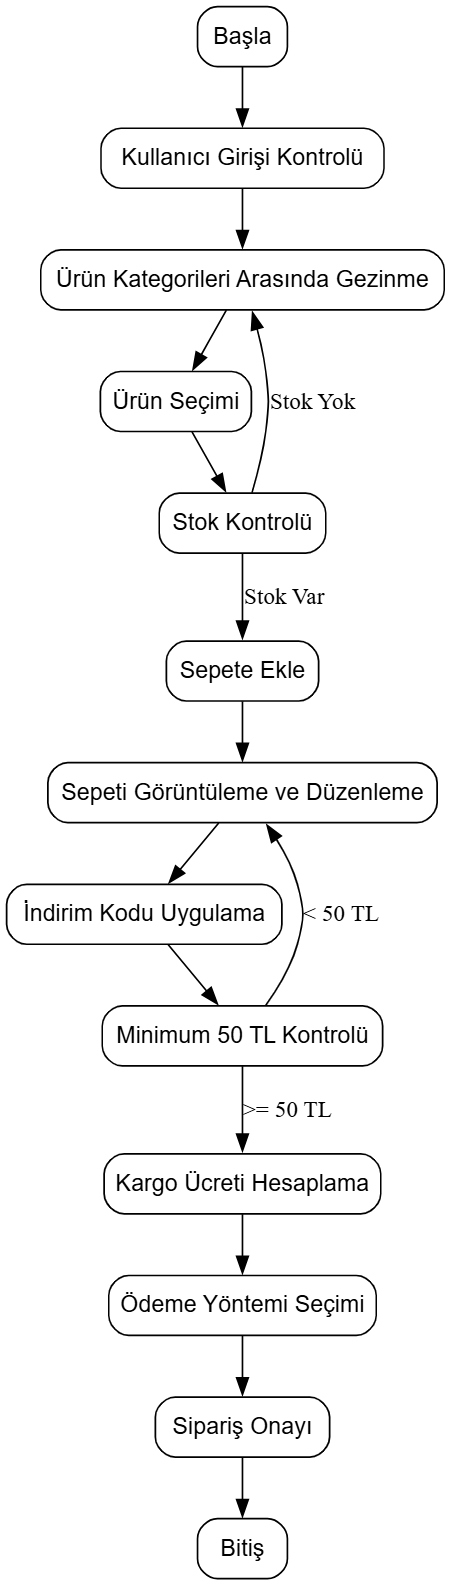 Başla
Kullanıcı Girişi Kontrolü
Ürün Kategorileri Arasında Gezinme
Ürün Seçimi
Stok Yok
Stok Kontrolü
Stok Var
Sepete Ekle
Sepeti Görüntüleme ve Düzenleme
İndirim Kodu Uygulama
< 50 TL
Minimum 50 TL Kontrolü
>= 50 TL
Kargo Ücreti Hesaplama
Ödeme Yöntemi Seçimi
Sipariş Onayı
Bitiş